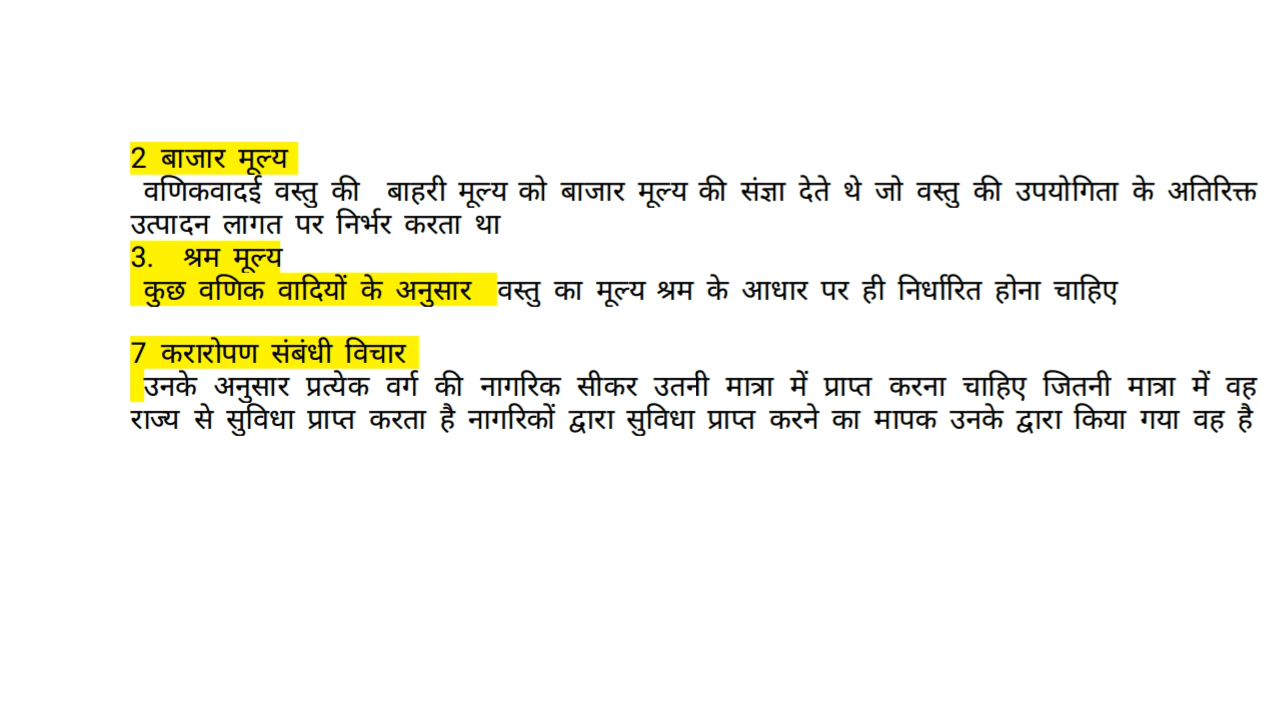 2 बाजार मूल्य
वणिकवादई वस्तु की बाहरी मूल्य को बाजार मूल्य की संज्ञा देते थे जो वस्तु की उपयोगिता के अतिरिक्त
उत्पादन लागत पर निर्भर करता था
3. श्रम मूल्य
कुछ वणिक वादियों के अनुसार वस्तु का मूल्य श्रम के आधार पर ही निर्धारित होना चाहिए
7 करारोपण संबंधी विचार
उनके अनुसार प्रत्येक वर्ग की नागरिक सीकर उतनी मात्रा में प्राप्त करना चाहिए जितनी मात्रा में वह
राज्य से सुविधा प्राप्त करता है नागरिकों द्वारा सुविधा प्राप्त करने का मापक उनके द्वारा किया गया वह है